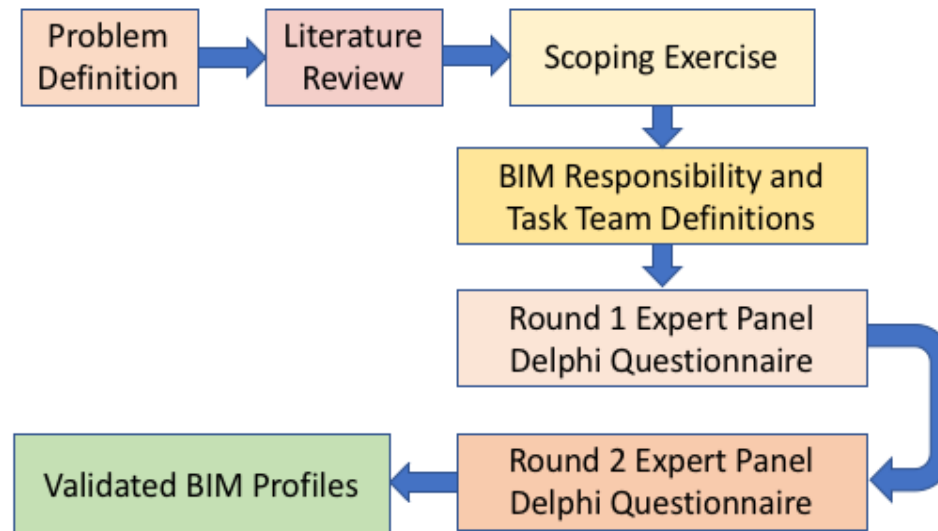 Problem
Definition
Literature
Review
Scoping Exercise
BIM Responsibility and
Task Team Definitions
Round 1 Expert Panel
Delphi Questionnaire
Round 2 Expert Panel
Delphi Questionnaire
Validated BIM Profiles